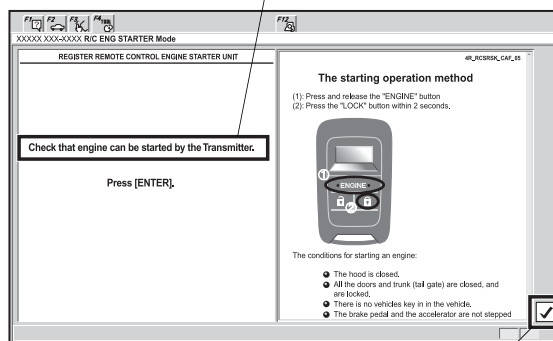 F1 F2 F3 F4 F12
XXXXX XXX-XXXX R/C ENG STARTER Mode
REGISTER REMOTE CONTROL ENGINE STARTER UNIT
Check that engine can be started by the Transmitter.
Press [ENTER].
4R_RCSRSK_CAF_05
The starting operation method
(1): Press and release the "ENGINE" button
(2): Press the "LOCK" button within 2 seconds.
1
ENGINE
2
The conditions for starting an engine:
The hood is closed.
All the doors and trunk (tail gate) are closed, and
are locked.
There is no vehicles key in in the vehicle.
The brake pedal and the accelerator are not stepped